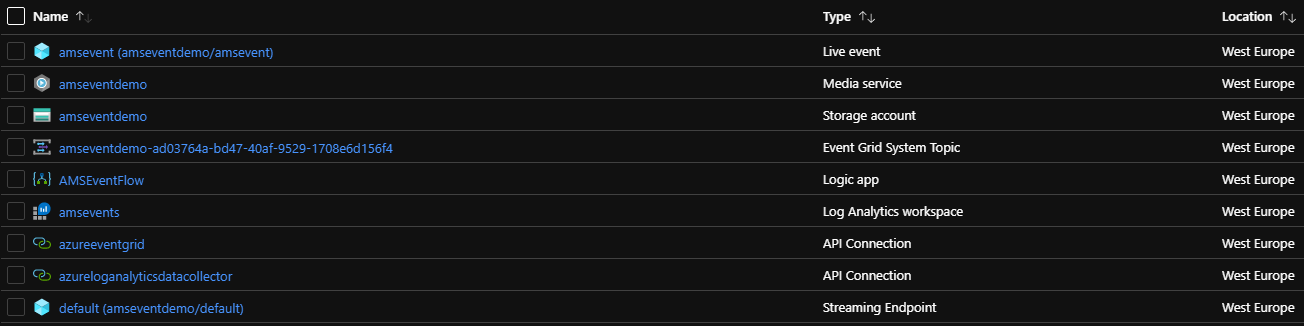 Name Type Location
amsevent (amseventdemo/amsevent) Live event West Europe
amseventdemo Media service West Europe
amseventdemo Storage account West Europe
amseventdemo-ad03764a-bd47-40af-9529-1708e6d156f4 Event Grid System Topic West Europe
AMSEventFlow Logic app West Europe
amsevents Log Analytics workspace West Europe
azureeventgrid API Connection West Europe
azureloganalyticsdatacollector API Connection West Europe
default (amseventdemo/default) Streaming Endpoint West Europe